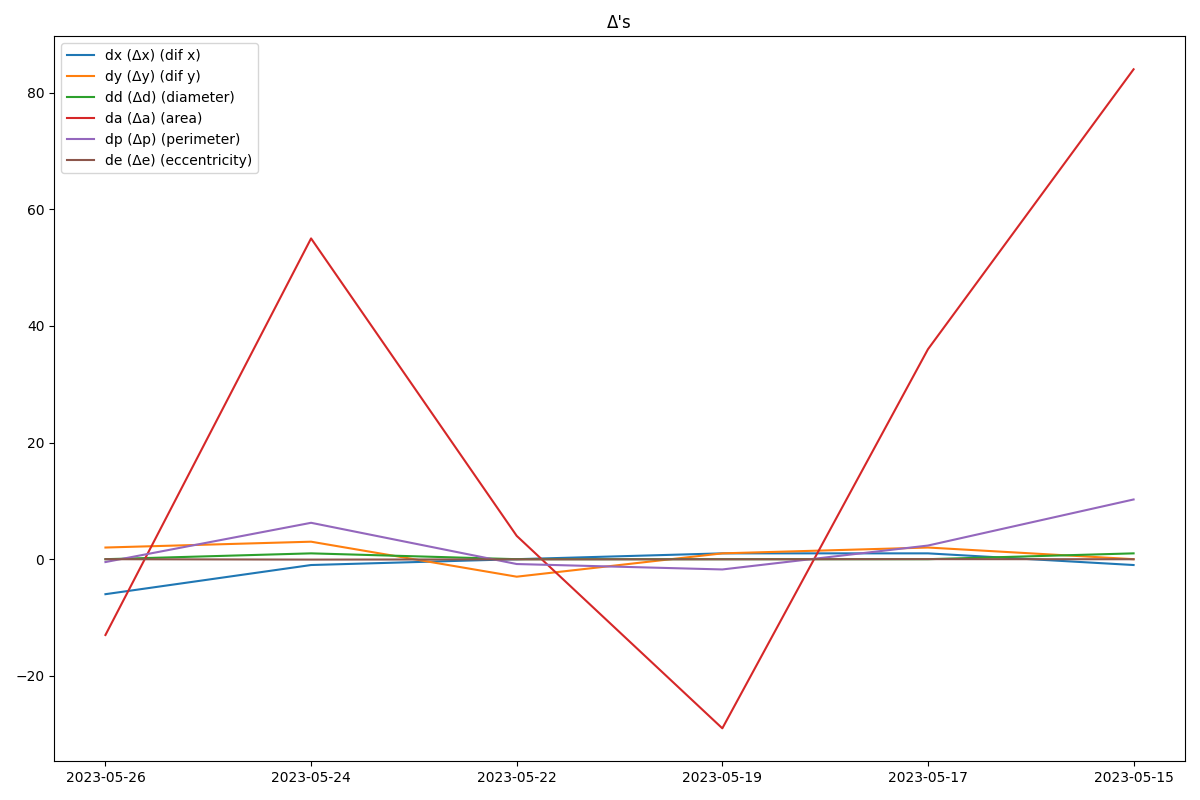 Δ's
dx (Δx) (dif x)
dy (Δy) (dif y)
dd (Δd) (diameter)
da (Δa) (area)
dp (Δp) (perimeter)
de (Δe) (eccentricity)
80
60
40
20
0
−20
2023-05-26 2023-05-24 2023-05-22 2023-05-19 2023-05-17 2023-05-15